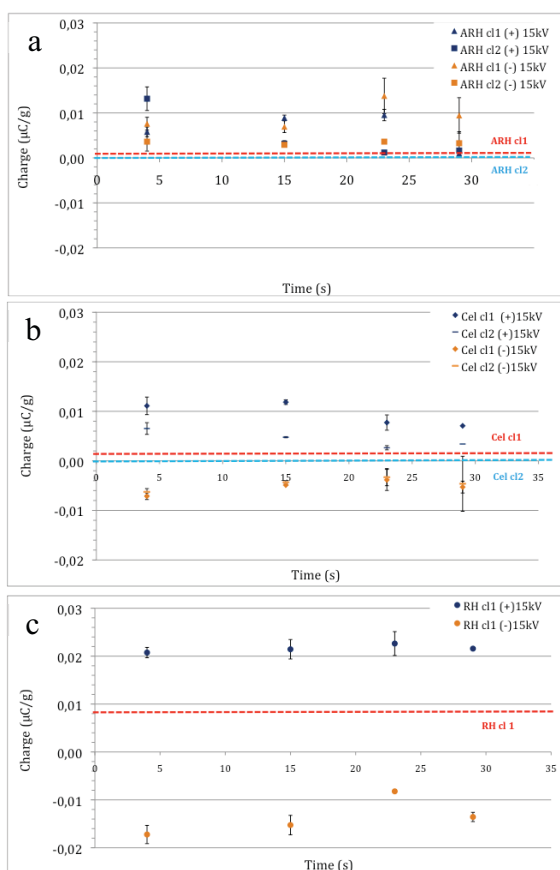 a
0,03
0,02
0,01
0,00
-0,01
-0,02
Charge (μC/g)
0 5 10 15 20 25 30
Time (s)
ARH cl1 (+) 15kV
ARH cl2 (+) 15kV
ARH cl1 (-) 15kV
ARH cl2 (-) 15kV
ARH cl1
ARH cl2
b
0,03
0,02
0,01
0,00
-0,01
-0,02
Charge (μC/g)
0 5 10 15 20 25 30 35
Time (s)
Cel cl1 (+)15kV
Cel cl2 (+)15kV
Cel cl1 (-)15kV
Cel cl2 (-)15kV
Cel cl1
Cel cl2
c
0,03
0,02
0,01
0,00
-0,01
-0,02
Charge (μC/g)
0 5 10 15 20 25 30 35
Time (s)
RH cl1 (+)15kV
RH cl1 (-)15kV
RH cl 1